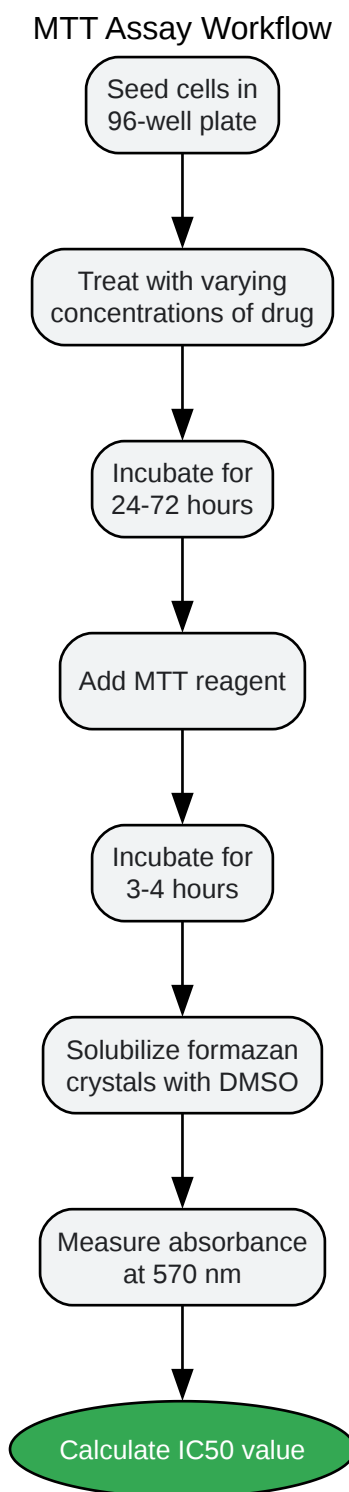 MTT Assay Workflow
Seed cells in
96-well plate
Treat with varying
concentrations of drug
Incubate for
24-72 hours
Add MTT reagent
Incubate for
3-4 hours
Solubilize formazan
crystals with DMSO
Measure absorbance
at 570 nm
Calculate IC50 value